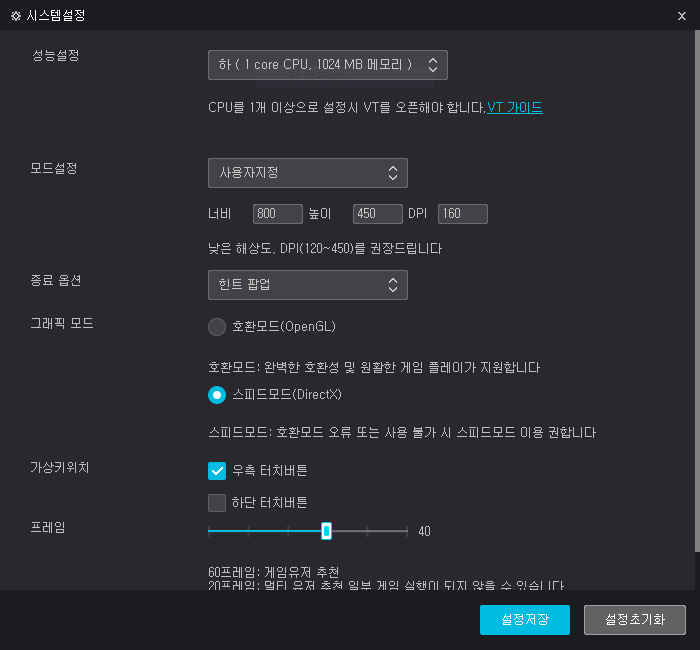 시스템설정
성능설정
하 ( 1 core CPU, 1024 MB 메모리 )
CPU를 1개 이상으로 설정시 VT를 오픈해야 합니다.VT 가이드
모드설정
사용자지정
너비 800 높이 450 DPI 160
낮은 해상도, DPI(120~450)를 권장드립니다
종료 옵션
힌트 팝업
그래픽 모드
호환모드(OpenGL)
호환모드: 완벽한 호환성 및 원활한 게임 플레이가 지원합니다
스피드모드(DirectX)
스피드모드: 호환모드 오류 또는 사용 불가 시 스피드모드 이용 권합니다
가상키위치
우측 터치버튼
하단 터치버튼
프레임
40
60프레임: 게임유저 추천
20프레임: 멀티 유저 추천 일부 게임 실행이 되지 않을 수 있습니다
설정저장
설정초기화